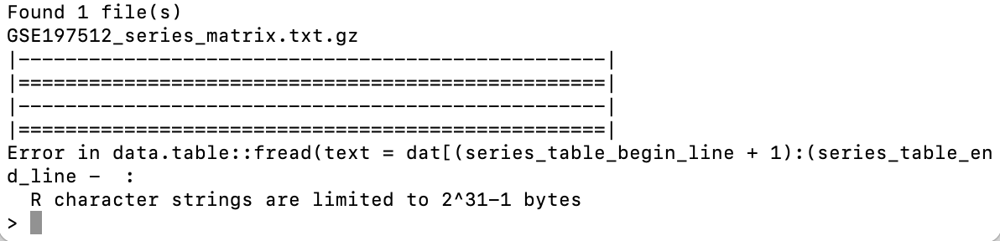 Found 1 file(s)
GSE197512_series_matrix.txt.gz
|--------------------------------------------------|
|==================================================|
|--------------------------------------------------|
|==================================================|
Error in data.table::fread(text = dat[(series_table_begin_line + 1):(series_table_en
d_line -  :
  R character strings are limited to 2^31-1 bytes
>